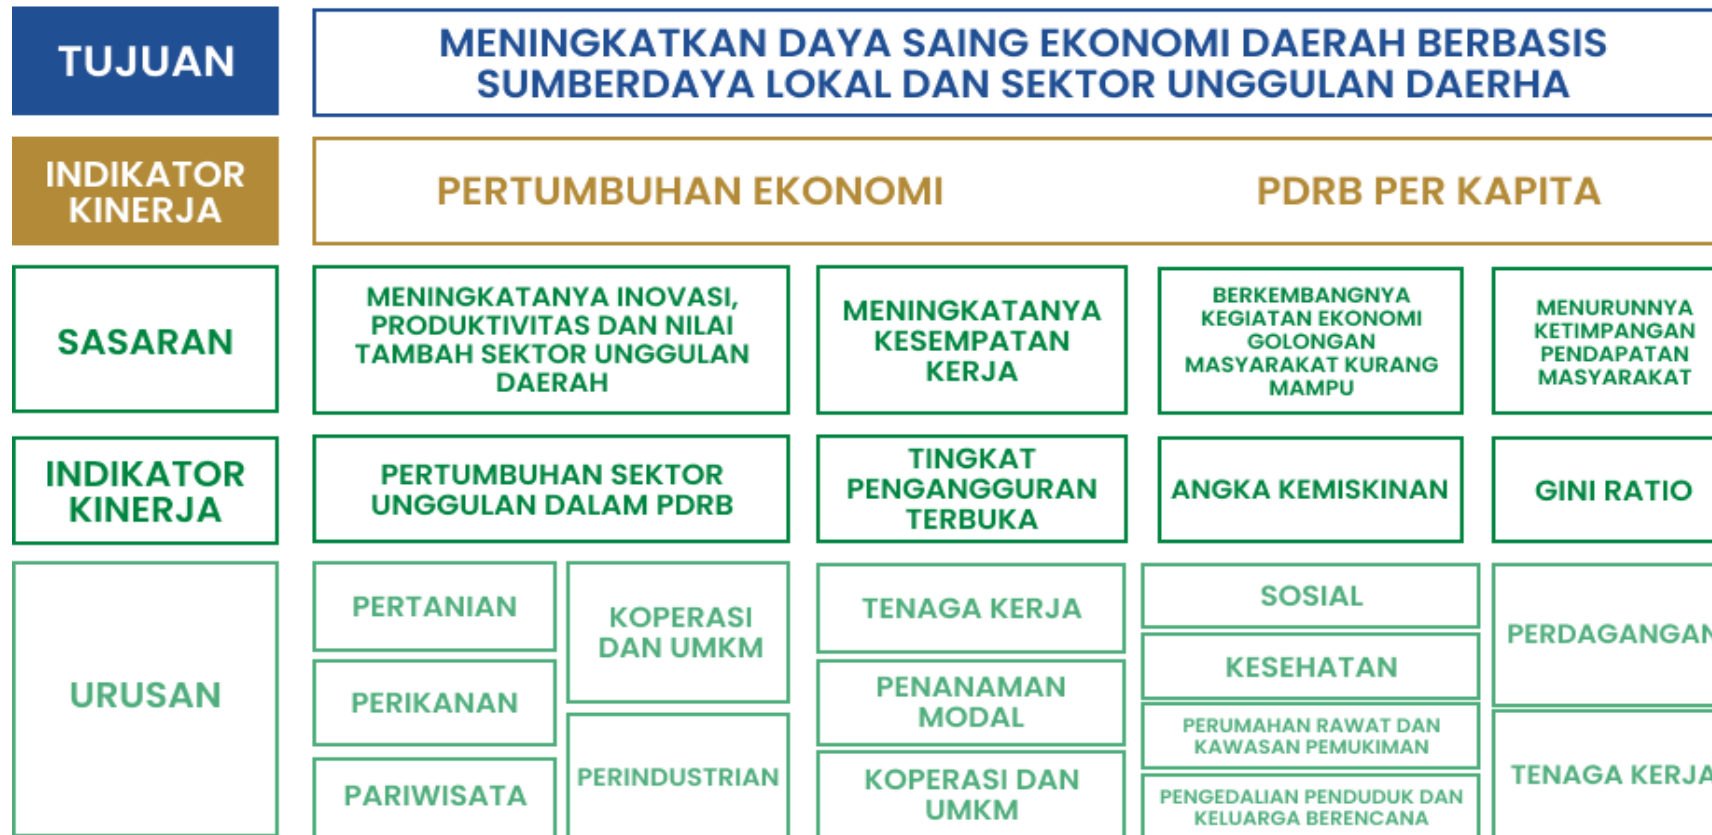 TUJUAN
MENINGKATKAN DAYA SAING EKONOMI DAERAH BERBASIS
SUMBERDAYA LOKAL DAN SEKTOR UNGGULAN DAERHA
INDIKATOR
KINERJA
PERTUMBUHAN EKONOMI
PDRB PER KAPITA
SASARAN
MENINGKATANYA INOVASI,
PRODUKTIVITAS DAN NILAI
TAMBAH SEKTOR UNGGULAN
DAERAH
MENINGKATANYA
KESEMPATAN
KERJA
BERKEMBANGNYA
KEGIATAN EKONOMI
GOLONGAN
MASYARAKAT KURANG
MAMPU
MENURUNNYA
KETIMPANGAN
PENDAPATAN
MASYARAKAT
INDIKATOR
KINERJA
PERTUMBUHAN SEKTOR
UNGGULAN DALAM PDRB
TINGKAT
PENGANGGURAN
TERBUKA
ANGKA KEMISKINAN
GINI RATIO
URUSAN
PERTANIAN
PERIKANAN
PARIWISATA
KOPERASI
DAN UMKM
PERINDUSTRIAN
TENAGA KERJA
PENANAMAN
MODAL
KOPERASI DAN
UMKM
SOSIAL
KESEHATAN
PERUMAHAN RAWAT DAN
KAWASAN PEMUKIMAN
PENGEDALIAN PENDUDUK DAN
KELUARGA BERENCANA
PERDAGANGAN
TENAGA KERJA